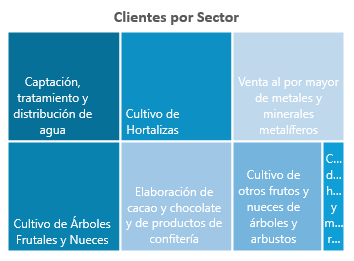 Clientes por Sector
Captación,
tratamiento y
distribución de
agua
Cultivo de
Hortalizas
Venta al por mayor
de metales y
minerales
metalíferos
Cultivo de Árboles
Frutales y Nueces
Elaboración de
cacao y chocolate
y de productos de
confitería
Cultivo de
otros frutos y
nueces de
árboles y
arbustos
C...
d...
h...
y
m...
r...